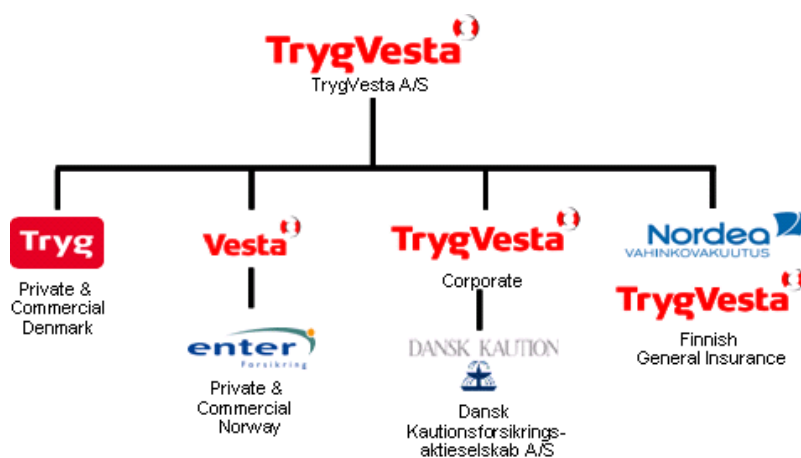 TrygVesta
TrygVesta A/S
Tryg
Private &
Commercial
Denmark
Vesta
enter
Forsikring
Private &
Commercial
Norway
TrygVesta
Corporate
DANSK KAUTION
Dansk
Kautionsforsikrings-
aktieselskab A/S
Nordea
VAHINKOVAKUUTUS
TrygVesta
Finnish
General Insurance